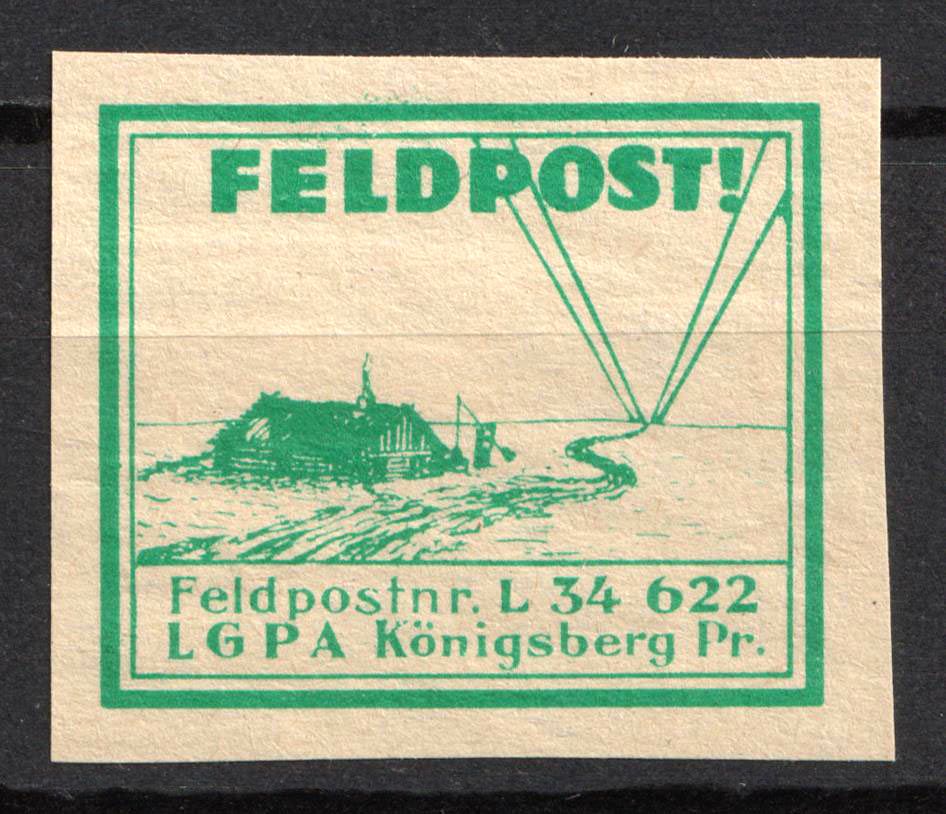 FELDPOST!
Feldpostnr. L 34 622
LGPA Königsberg Pr.